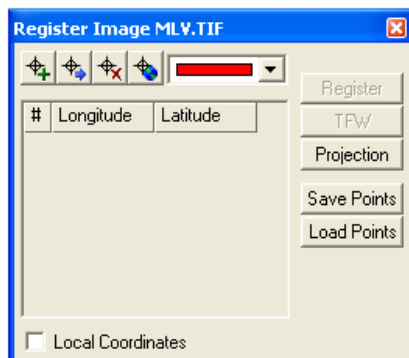 Register Image MLV.TIF
Register
# Longitude Latitude
TFW
Projection
Save Points
Load Points
Local Coordinates